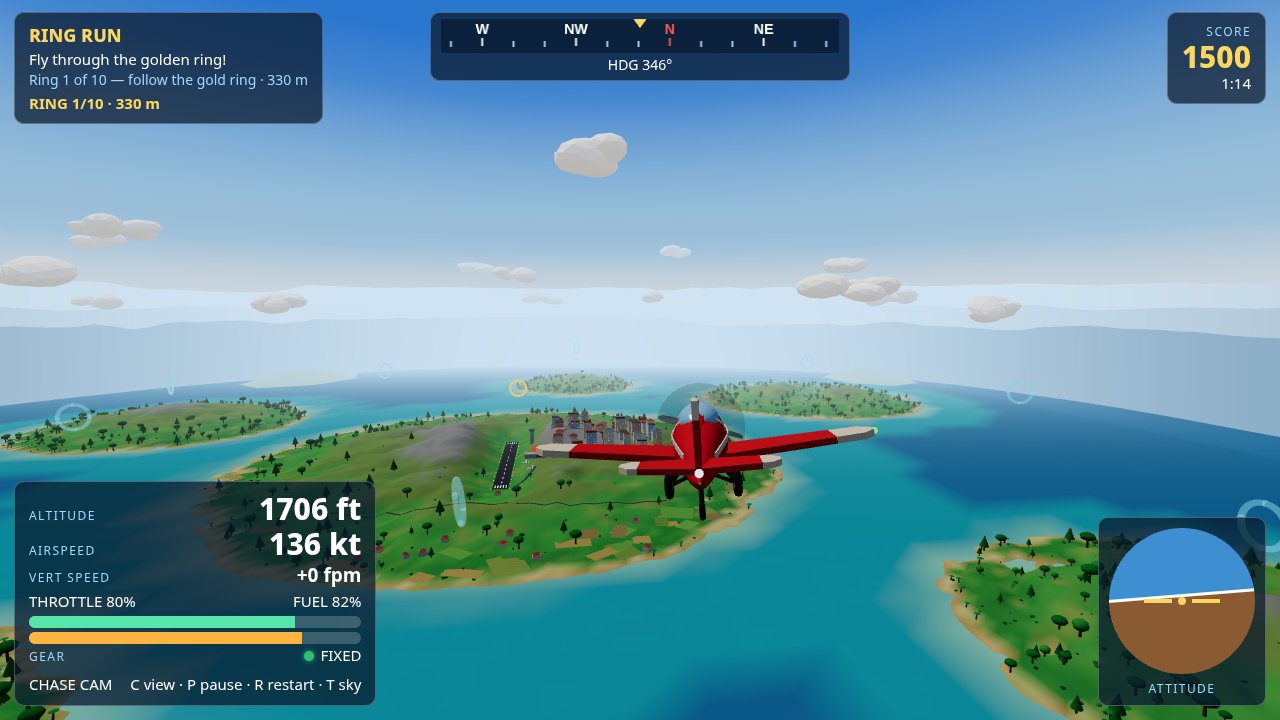 RING RUN
Fly through the golden ring!
Ring 1 of 10 — follow the gold ring · 330 m
RING 1/10 · 330 m
W NW N NE
HDG 346°
SCORE
1500
1:14
ALTITUDE 1706 ft
AIRSPEED 136 kt
VERT SPEED +0 fpm
THROTTLE 80% FUEL 82%
GEAR FIXED
CHASE CAM C view · P pause · R restart · T sky
ATTITUDE